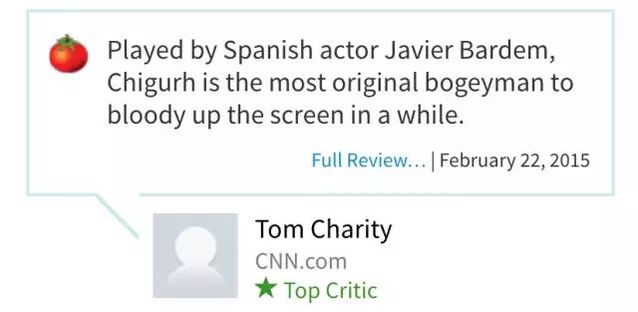 Played by Spanish actor Javier Bardem,
Chigurh is the most original bogeyman to
bloody up the screen in a while.
Full Review... | February 22, 2015
Tom Charity
CNN.com
Top Critic